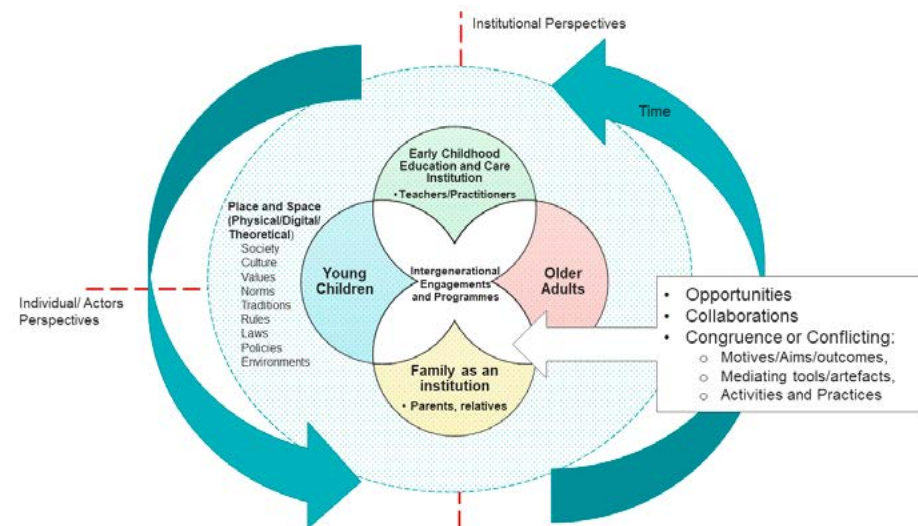 Institutional Perspectives
Time
Early Childhood
Education and Care
Institution
• Teachers/Practitioners
Place and Space
(Physical/Digital/
Theoretical)
Society
Culture
Values
Norms
Traditions
Rules
Laws
Policies
Environments
Young
Children
Intergenerational
Engagements
and Programmes
Older
Adults
Individual/ Actors
Perspectives
• Opportunities
• Collaborations
• Congruence or Conflicting:
o Motives/Aims/outcomes,
o Mediating tools/artefacts,
o Activities and Practices
Family as an
institution
• Parents, relatives